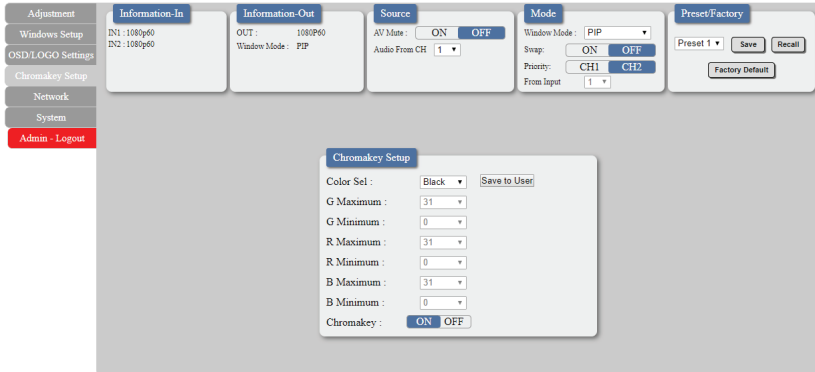 Adjustment
Windows Setup
OSD/LOGO Settings
Chromakey Setup
Network
System
Admin - Logout
Information-In
IN1 : 1080p60
IN2 : 1080p60
Information-Out
OUT : 1080P60
Window Mode : PIP
Source
AV Mute : ON OFF
Audio From CH 1
Mode
Window Mode : PIP
Swap: ON OFF
Priority: CH1 CH2
From Input 1
Preset/Factory
Preset 1 Save Recall
Factory Default
Chromakey Setup
Color Sel : Black Save to User
G Maximum : 31
G Minimum : 0
R Maximum : 31
R Minimum : 0
B Maximum : 31
B Minimum : 0
Chromakey : ON OFF